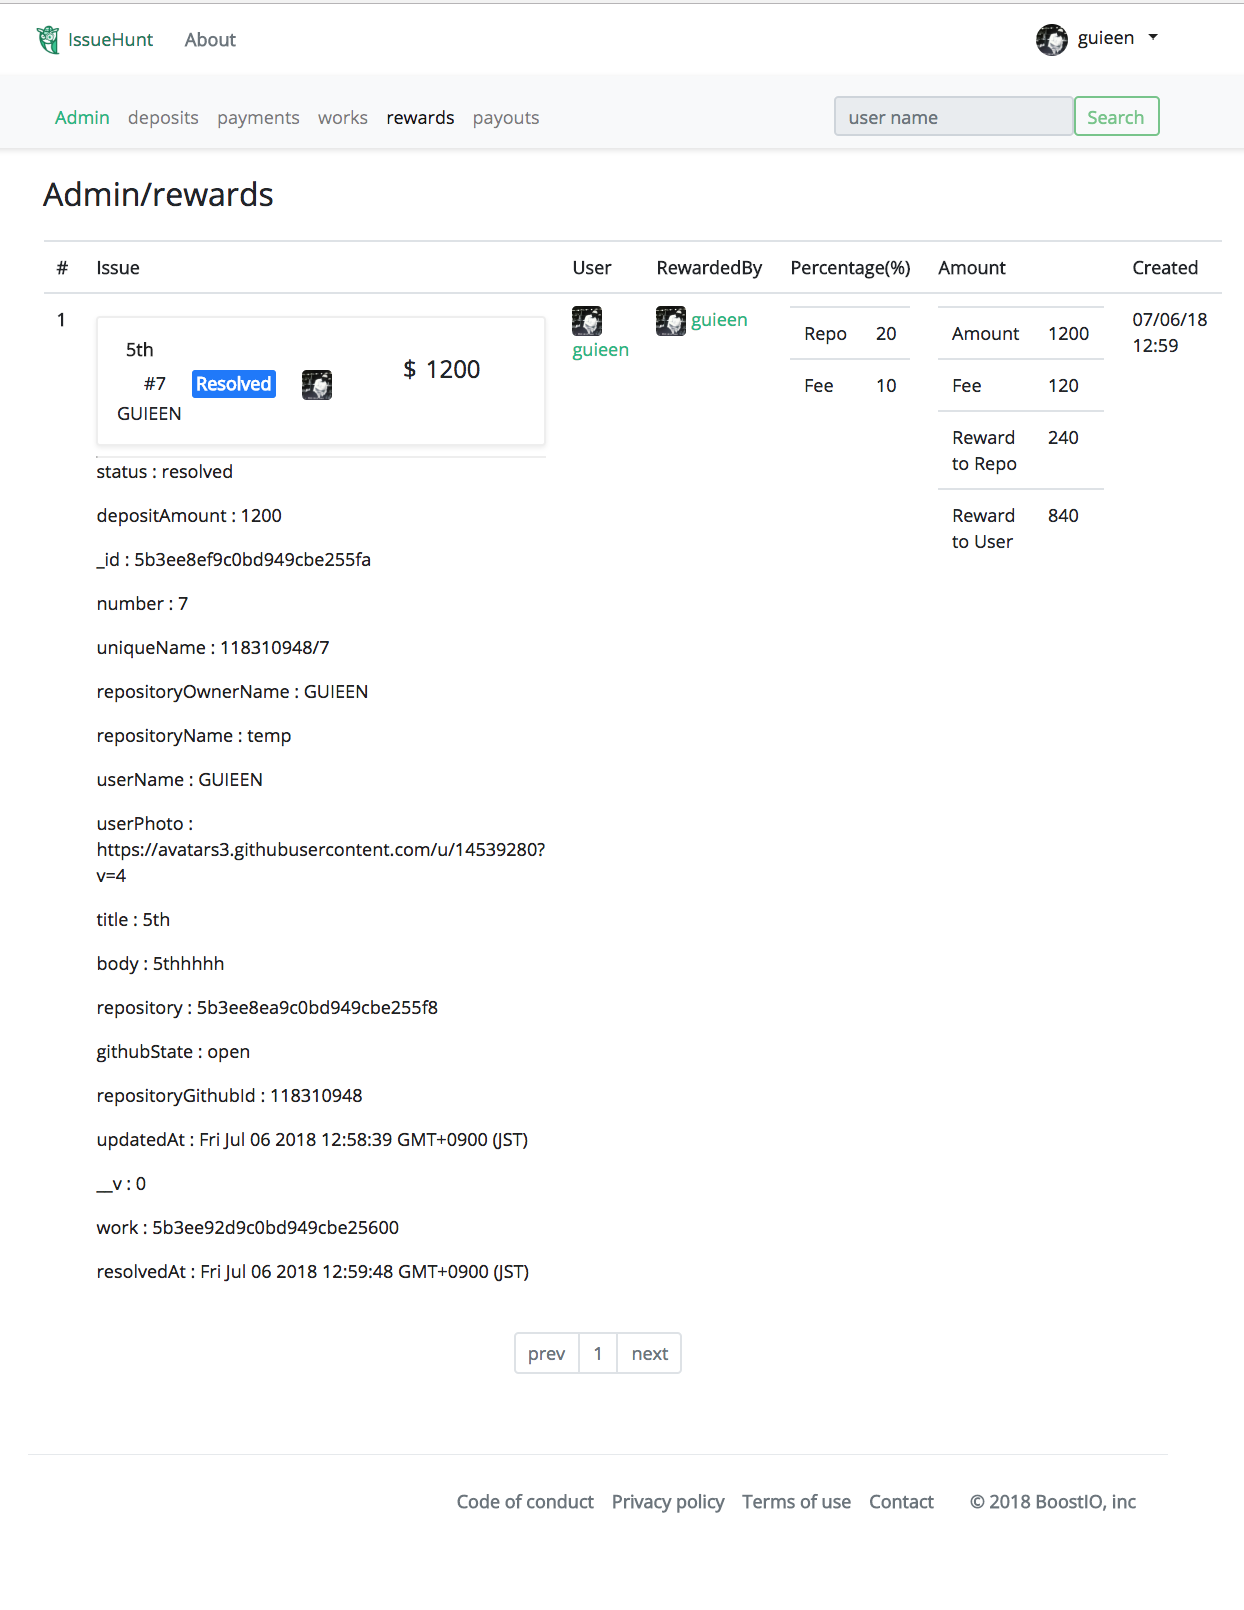 IssueHunt About guieen
Admin deposits payments works rewards payouts user name Search
Admin/rewards
# Issue User RewardedBy Percentage(%) Amount Created
1
5th
#7 Resolved
GUIEEN
$ 1200
guieen
guieen
Repo 20
Fee 10
Amount 1200
Fee 120
Reward
to Repo
240
Reward
to User
840
07/06/18
12:59
status : resolved
depositAmount : 1200
_id : 5b3ee8ef9c0bd949cbe255fa
number : 7
uniqueName : 118310948/7
repositoryOwnerName : GUIEEN
repositoryName : temp
userName : GUIEEN
userPhoto :
https://avatars3.githubusercontent.com/u/14539280?
v=4
title : 5th
body : 5thhhhh
repository : 5b3ee8ea9c0bd949cbe255f8
githubState : open
repositoryGithubId : 118310948
updatedAt : Fri Jul 06 2018 12:58:39 GMT+0900 (JST)
__v : 0
work : 5b3ee92d9c0bd949cbe25600
resolvedAt : Fri Jul 06 2018 12:59:48 GMT+0900 (JST)
prev 1 next
Code of conduct Privacy policy Terms of use Contact © 2018 BoostIO, inc